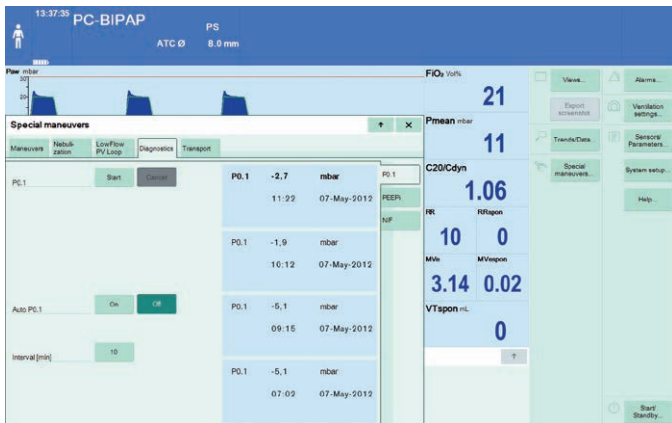 13:37:35 PC-BIPAP
PS
ATC Ø 8.0 mm
Paw mbar
30
20
Special maneuvers
Maneuvers Nebuli-zation LowFlow PV Loop Diagnostics Transport
P0.1 Start Cancel
P0.1 -2,7 mbar
11:22 07-May-2012
P0.1 -1,9 mbar
10:12 07-May-2012
Auto P0.1 On Off
P0.1 -5,1 mbar
09:15 07-May-2012
Interval [min] 10
P0.1 -5,1 mbar
07:02 07-May-2012
P0.1
PEEPi
NIF
FiO₂ Vol%
21
Pmean mbar
11
C20/Cdyn
1.06
RR RRspon
10 0
MVe MVespon
3.14 0.02
VTspon mL
0
Views... Alarms...
Export screenshot Ventilation settings...
Trends/Data... Sensors/ Parameters...
Special maneuvers... System setup...
Help...
Start/ Standby...